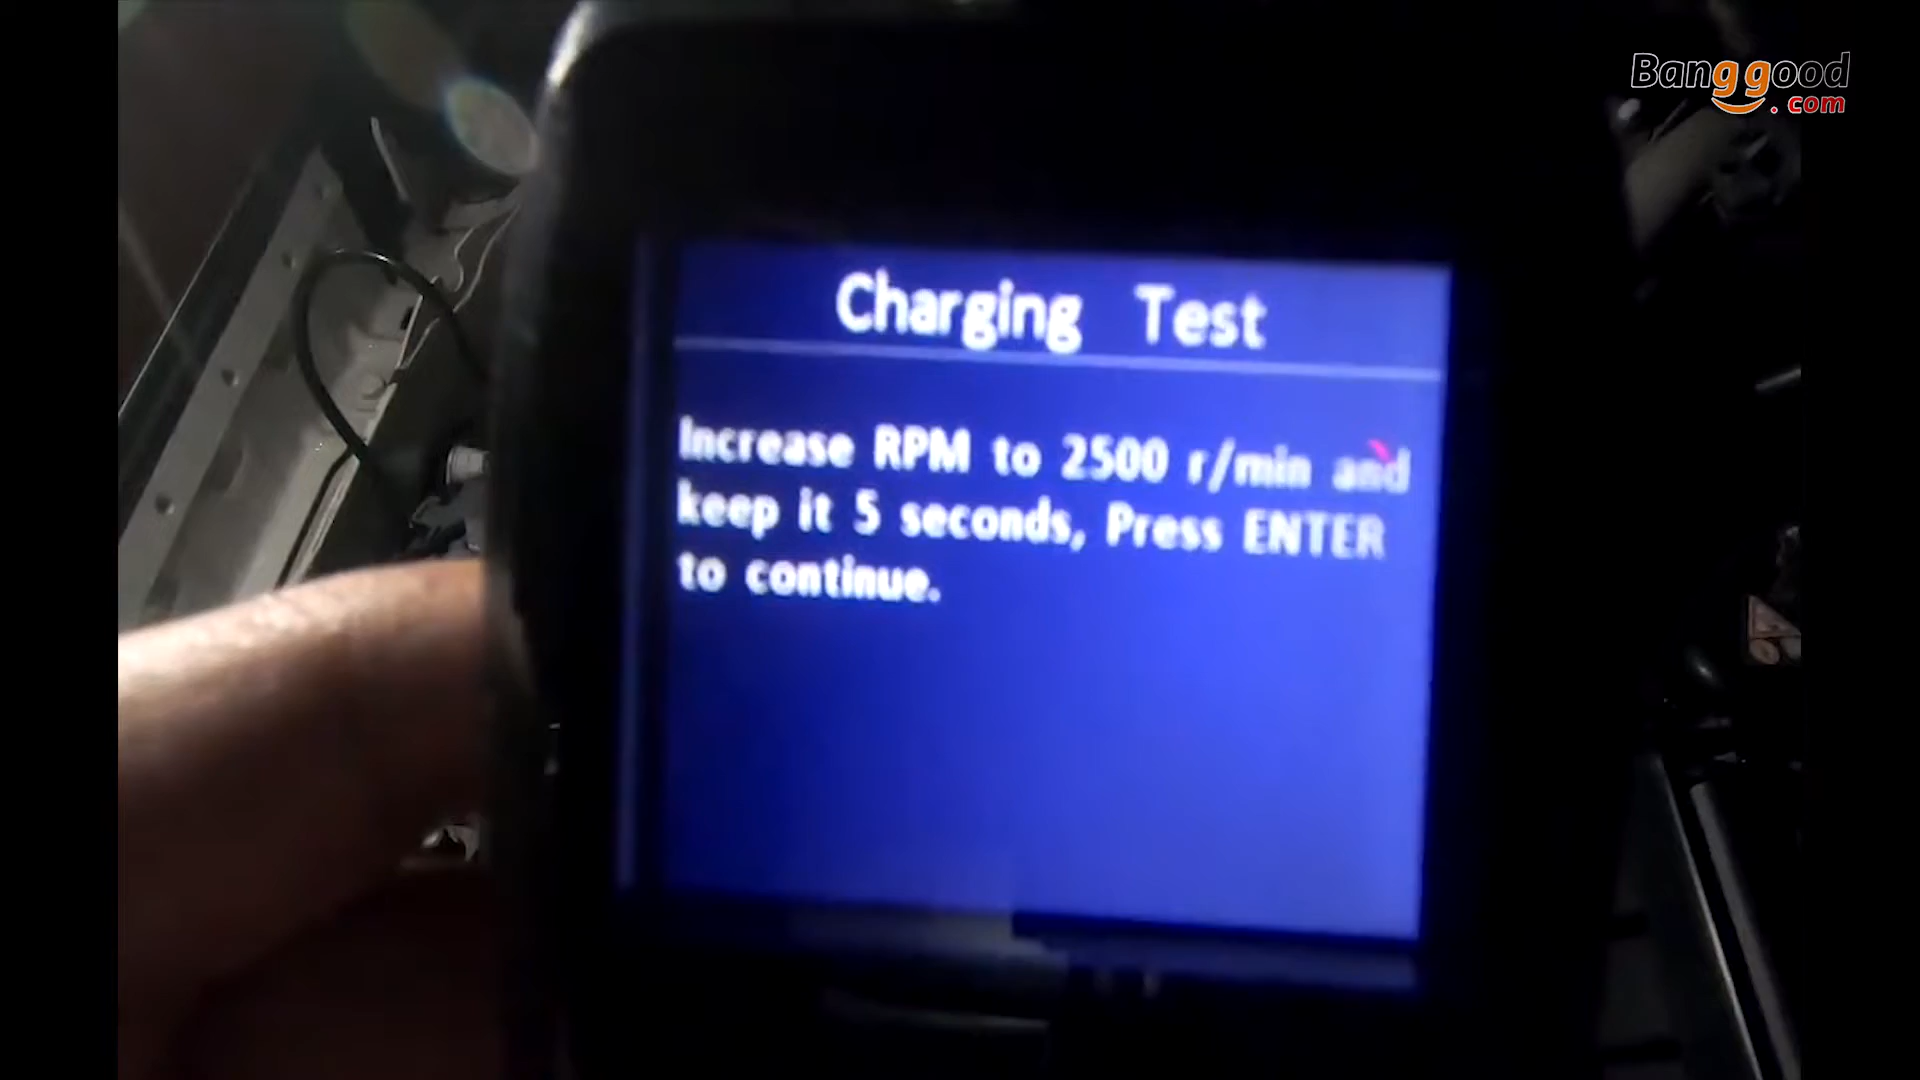 Banggood
.com
Charging Test
Increase RPM to 2500 r/min and
keep it 5 seconds, Press ENTER
to continue.